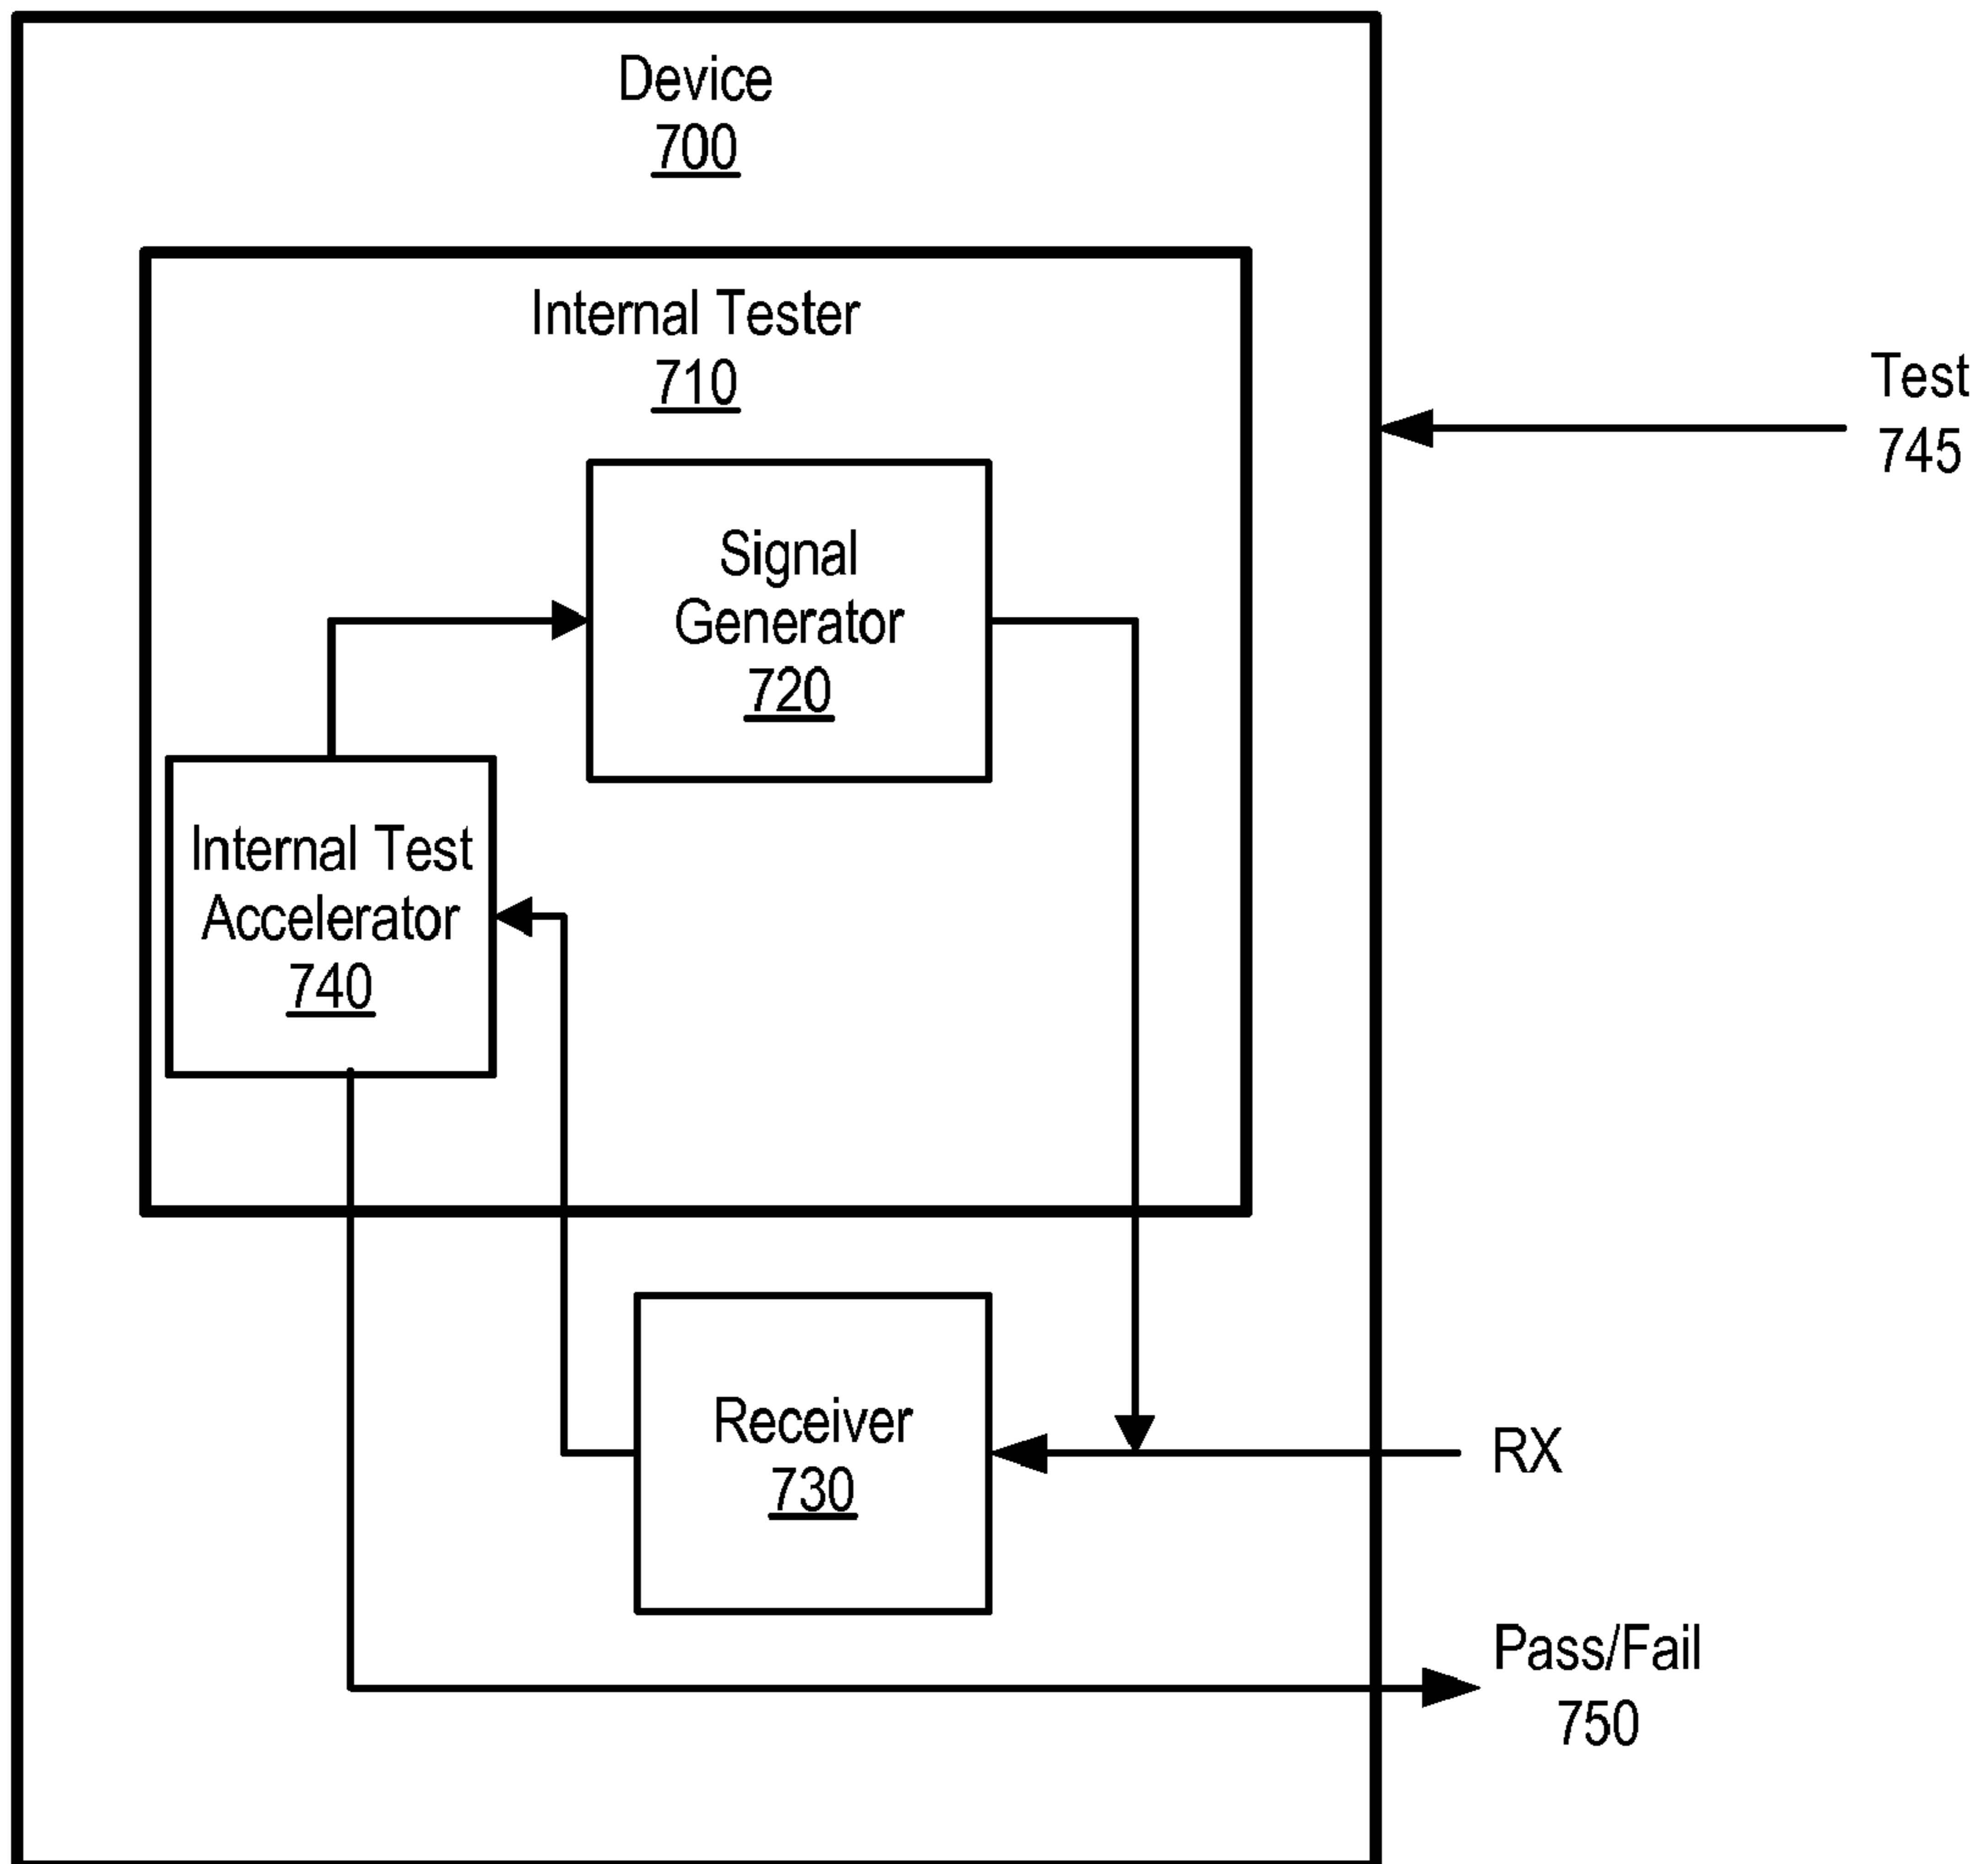 Device
700
Internal Tester
710
Test
745
Signal
Generator
720
Internal Test
Accelerator
740
Receiver
730
RX
Pass/Fail
750